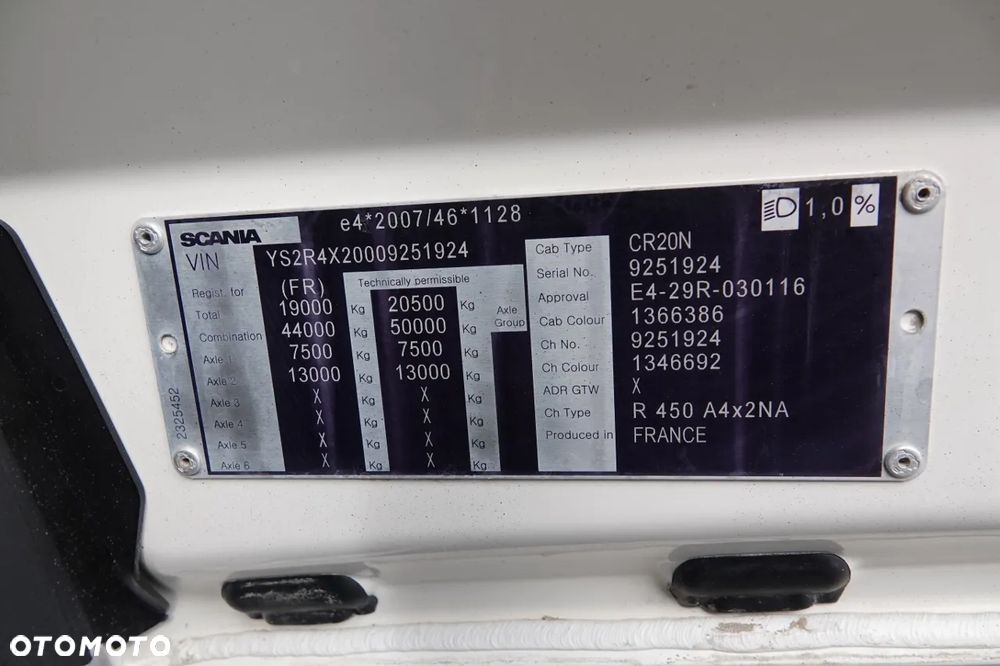 SCANIA e4*2007/46*1128 1,0 %
VIN YS2R4X20009251924
Technically permissible
Regist. for (FR)
Total 19000 Kg 20500 Kg Axle Group
Combination 44000 Kg 50000 Kg
Axle 1 7500 Kg 7500 Kg
Axle 2 13000 Kg 13000 Kg
Axle 3 X Kg X Kg
Axle 4 X Kg X Kg
Axle 5 X Kg X Kg
Axle 6 X Kg X Kg
2325452
Cab Type CR20N
Serial No. 9251924
Approval E4-29R-030116
Cab Colour 1366386
Ch No. 9251924
Ch Colour 1346692
ADR GTW X
Ch Type R 450 A4x2NA
Produced in FRANCE
OTOMOTO